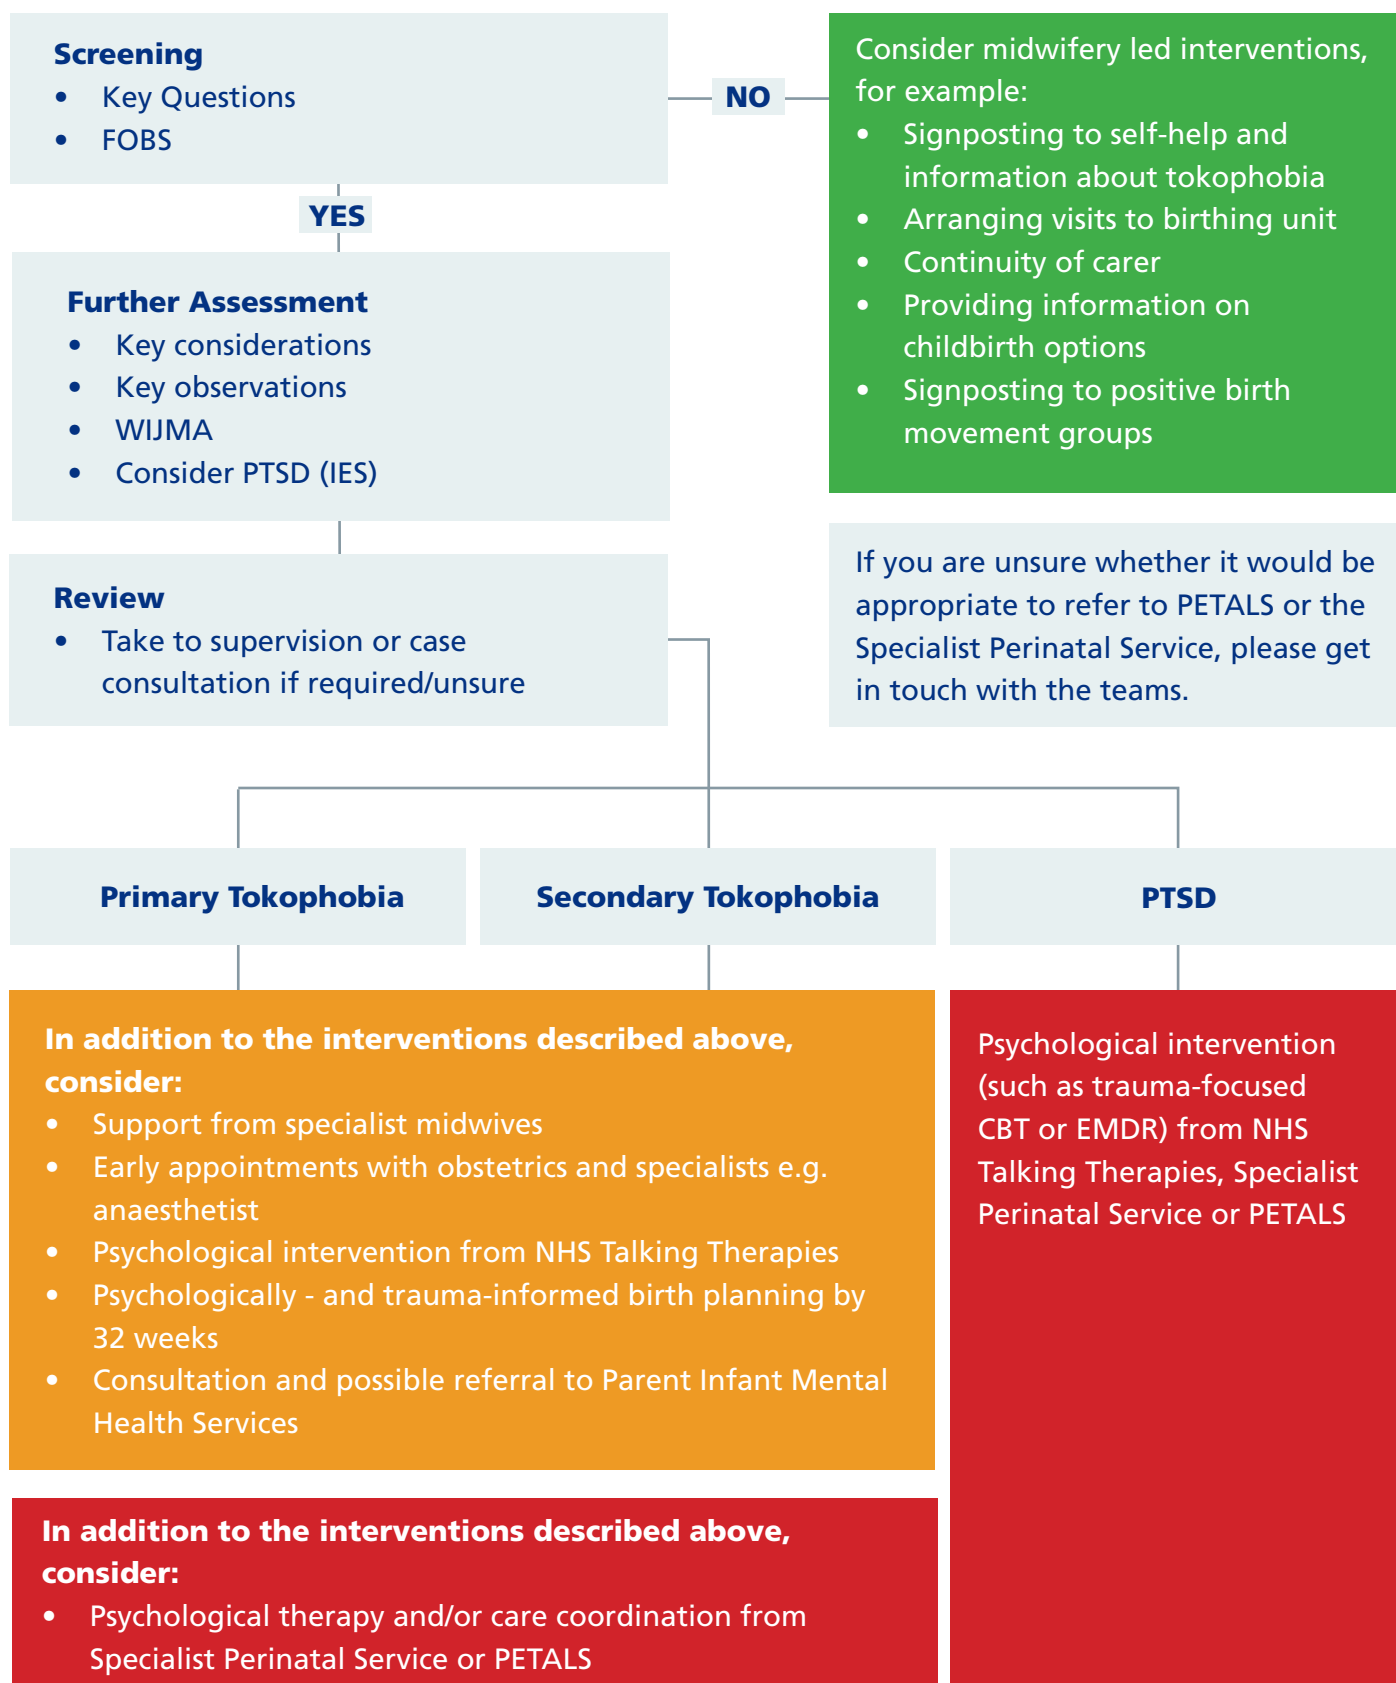 Screening
• Key Questions
• FOBS
NO
Consider midwifery led interventions,
for example:
• Signposting to self-help and
information about tokophobia
• Arranging visits to birthing unit
• Continuity of carer
• Providing information on
childbirth options
• Signposting to positive birth
movement groups
YES
Further Assessment
• Key considerations
• Key observations
• WIJMA
• Consider PTSD (IES)
Review
• Take to supervision or case
consultation if required/unsure
If you are unsure whether it would be
appropriate to refer to PETALS or the
Specialist Perinatal Service, please get
in touch with the teams.
Primary Tokophobia
Secondary Tokophobia
PTSD
In addition to the interventions described above,
consider:
• Support from specialist midwives
• Early appointments with obstetrics and specialists e.g.
anaesthetist
• Psychological intervention from NHS Talking Therapies
• Psychologically - and trauma-informed birth planning by
32 weeks
• Consultation and possible referral to Parent Infant Mental
Health Services
Psychological intervention
(such as trauma-focused
CBT or EMDR) from NHS
Talking Therapies, Specialist
Perinatal Service or PETALS
In addition to the interventions described above,
consider:
• Psychological therapy and/or care coordination from
Specialist Perinatal Service or PETALS